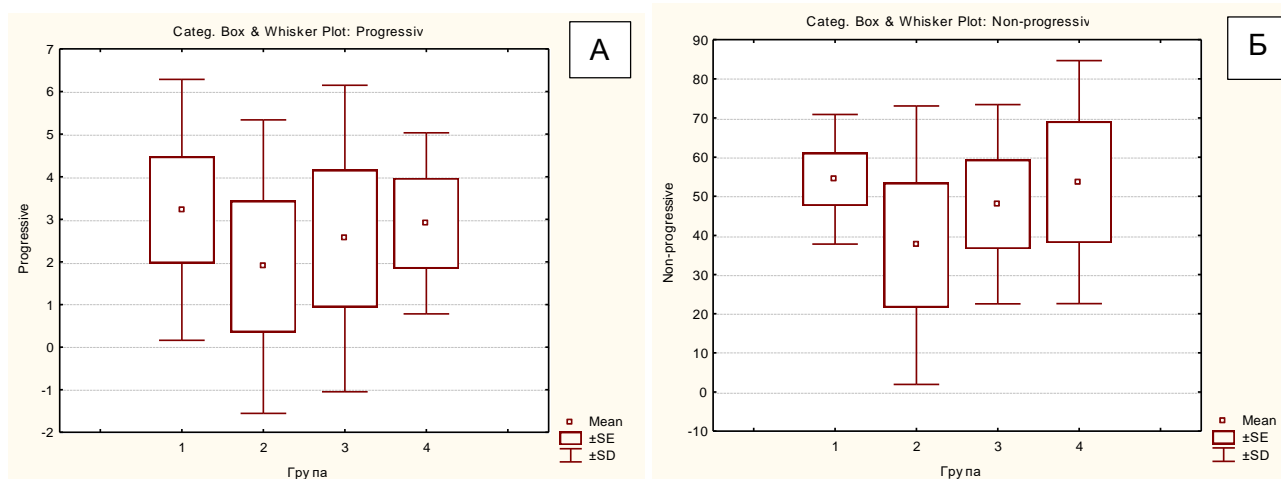 Categ. Box & Whisker Plot: Progressiv
А
7
6
5
4
3
2
1
0
-1
-2
Progressive
1 2 3 4
Група
Mean
±SE
±SD
Categ. Box & Whisker Plot: Non-progressiv
Б
90
80
70
60
50
40
30
20
10
0
-10
Non-progressive
1 2 3 4
Група
Mean
±SE
±SD